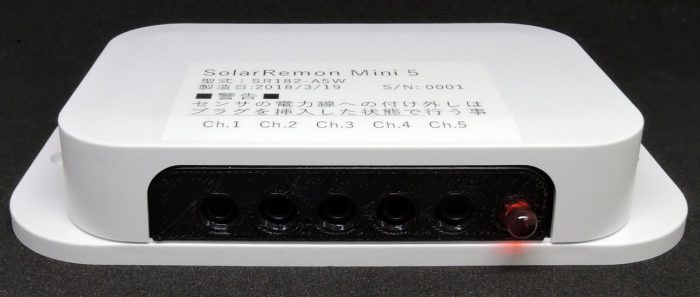 SolarRemon Mini 5
型式：SR182-A5W
製造日:2018/3/19 S/N: 0001
■警告■
センサの電力線への付け外しは
プラグを挿入した状態で行う事
Ch.1 Ch.2 Ch.3 Ch.4 Ch.5